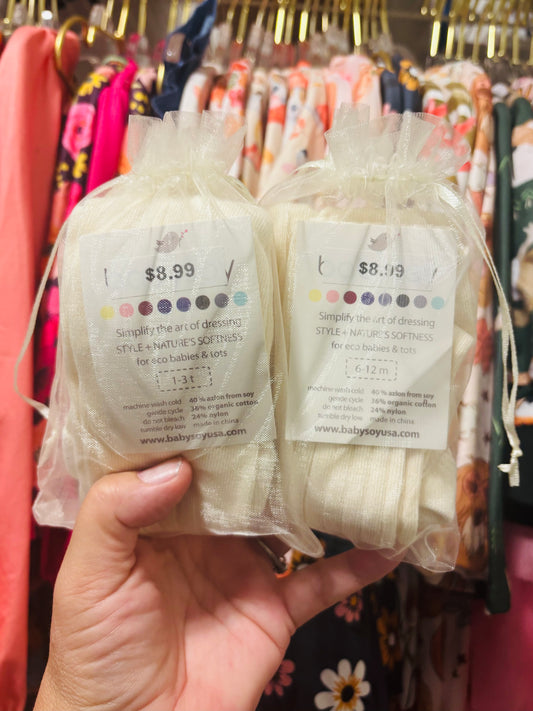 $8.99
Simplify the art of dressing
STYLE + NATURE'S SOFTNESS
for eco babies & tots
1-3 t
machine wash cold
gentle cycle
do not bleach
tumble dry low
40 % azlon from soy
36% organic cotton
24% nylon
made in china
www.babysoyusa.com
$8.99
Simplify the art of dressing
STYLE + NATURE'S SOFTNESS
for eco babies & tots
6-12 m
machine wash cold
gentle cycle
do not bleach
tumble dry low
40 % azlon from soy
36% organic cotton
24% nylon
made in china
www.babysoyusa.com